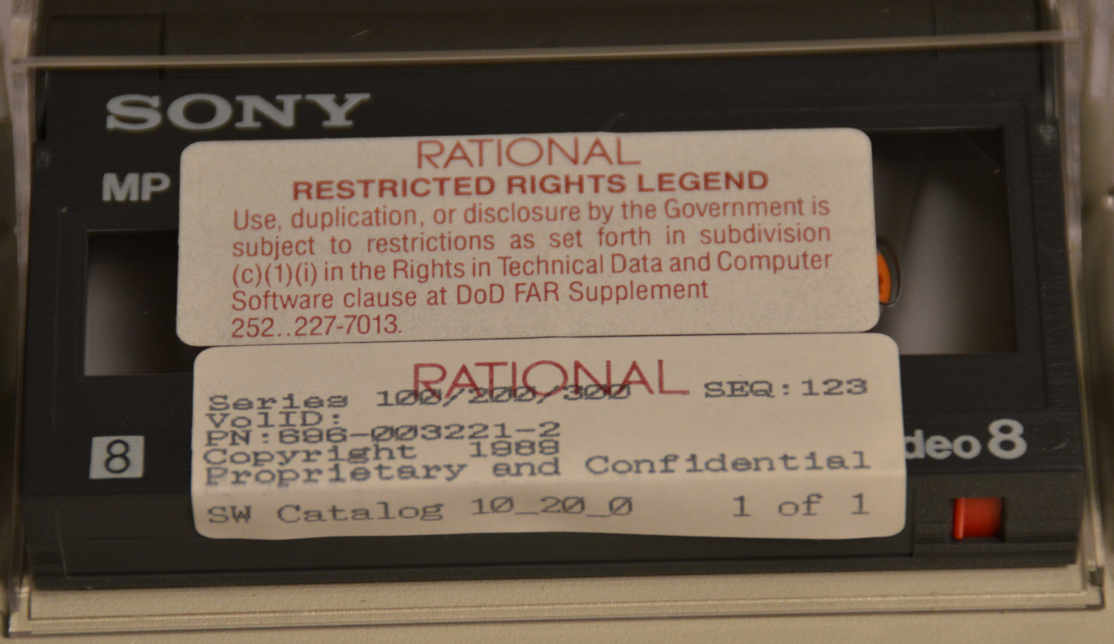 SONY
MP
RATIONAL
RESTRICTED RIGHTS LEGEND
Use, duplication, or disclosure by the Government is
subject to restrictions as set forth in subdivision
(c)(1)(i) in the Rights in Technical Data and Computer
Software clause at DoD FAR Supplement
252..227-7013.
RATIONAL
Series 100/200/300 SEQ:123
VolID:
PN:696-003221-2
Copyright 1988
Proprietary and Confidential
SW Catalog 10_20_0 1 of 1
8
deo 8